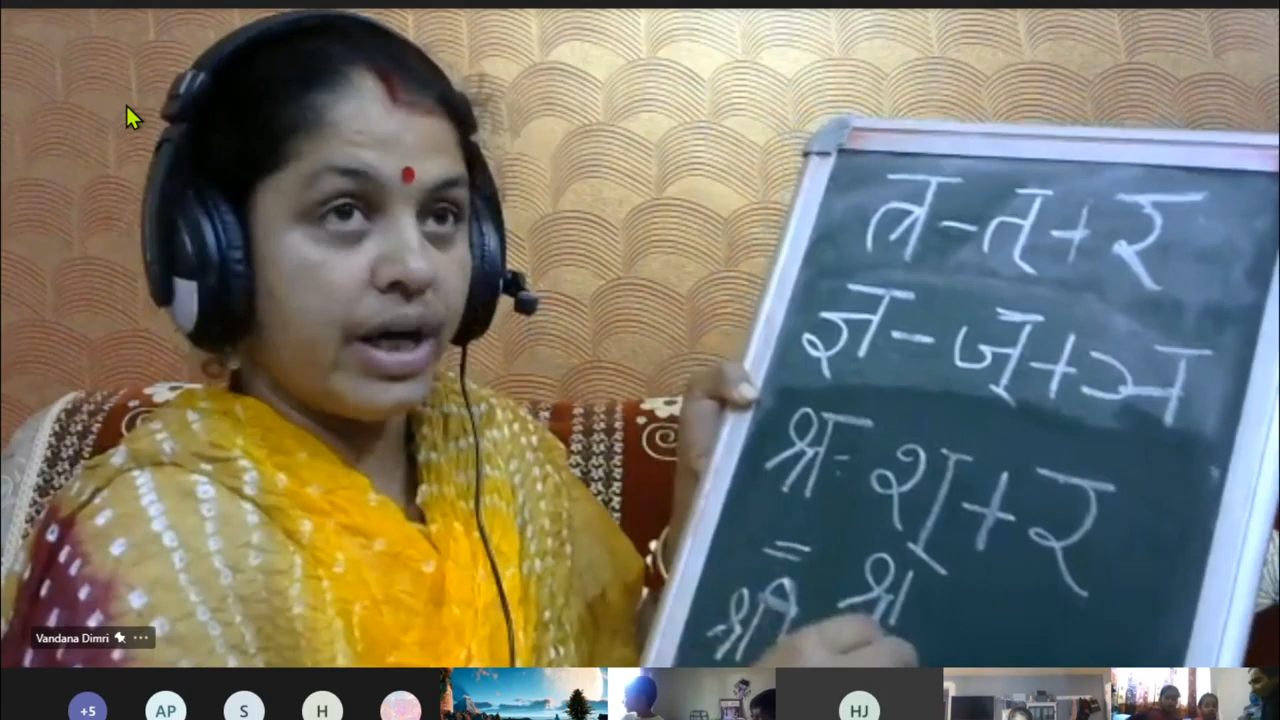 त्र - त् + र
ज्ञ - ज् + ञ
श्र - श् + र
=
श्री श्र
Vandana Dimri
+5 AP S H HJ